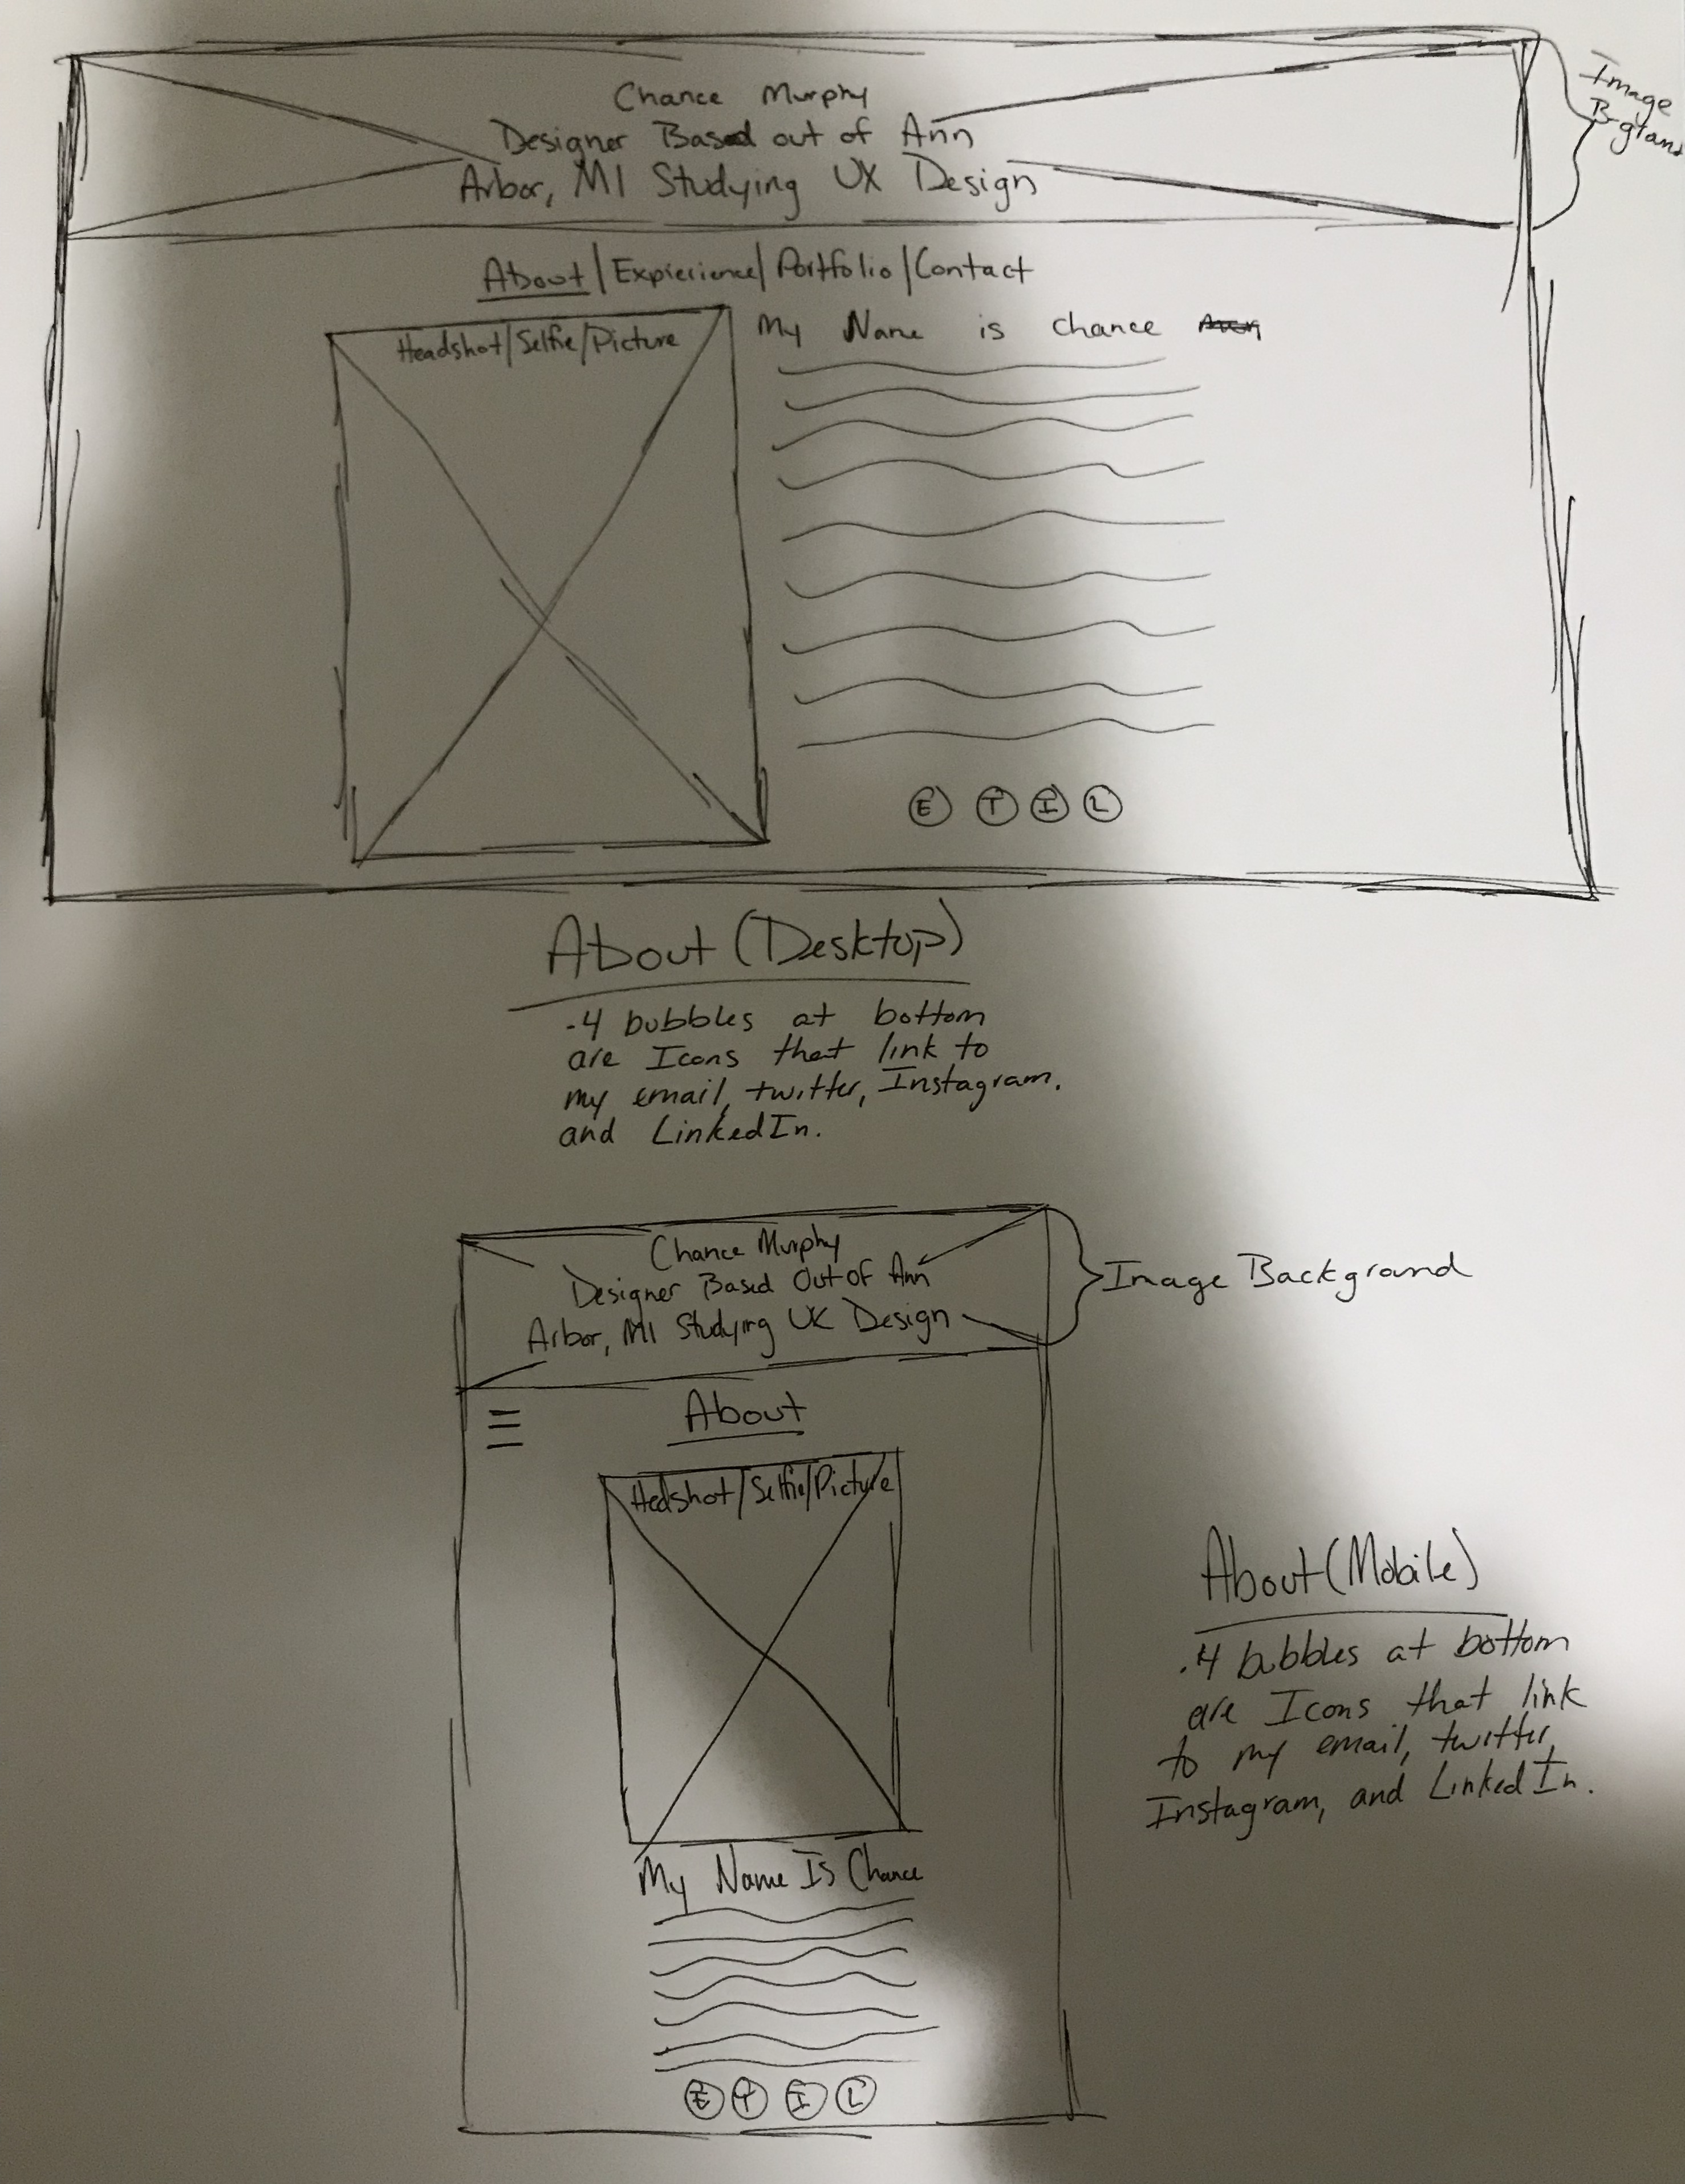 Chance Murphy
Designer Based out of Ann
Arbor, MI Studying UX Design
Image
About/Expierience/Portfolio/Contact
Headshot/Selfie/Picture
My Name is Chance
E T I L
About (Desktop)
-4 bubbles at bottom
are Icons that link to
my email, twitter, Instagram.
and LinkedIn.
Chance Murphy
Designer Based Out of Ann
Arbor, MI Studying UX Design
Image Background
About
Hedshot/Selfie/Picture
My Name Is Chance
E T I L
About (Mobile)
.4 bubbles at bottom
are Icons that link
to my email, twitter,
Instagram, and LinkedIn.